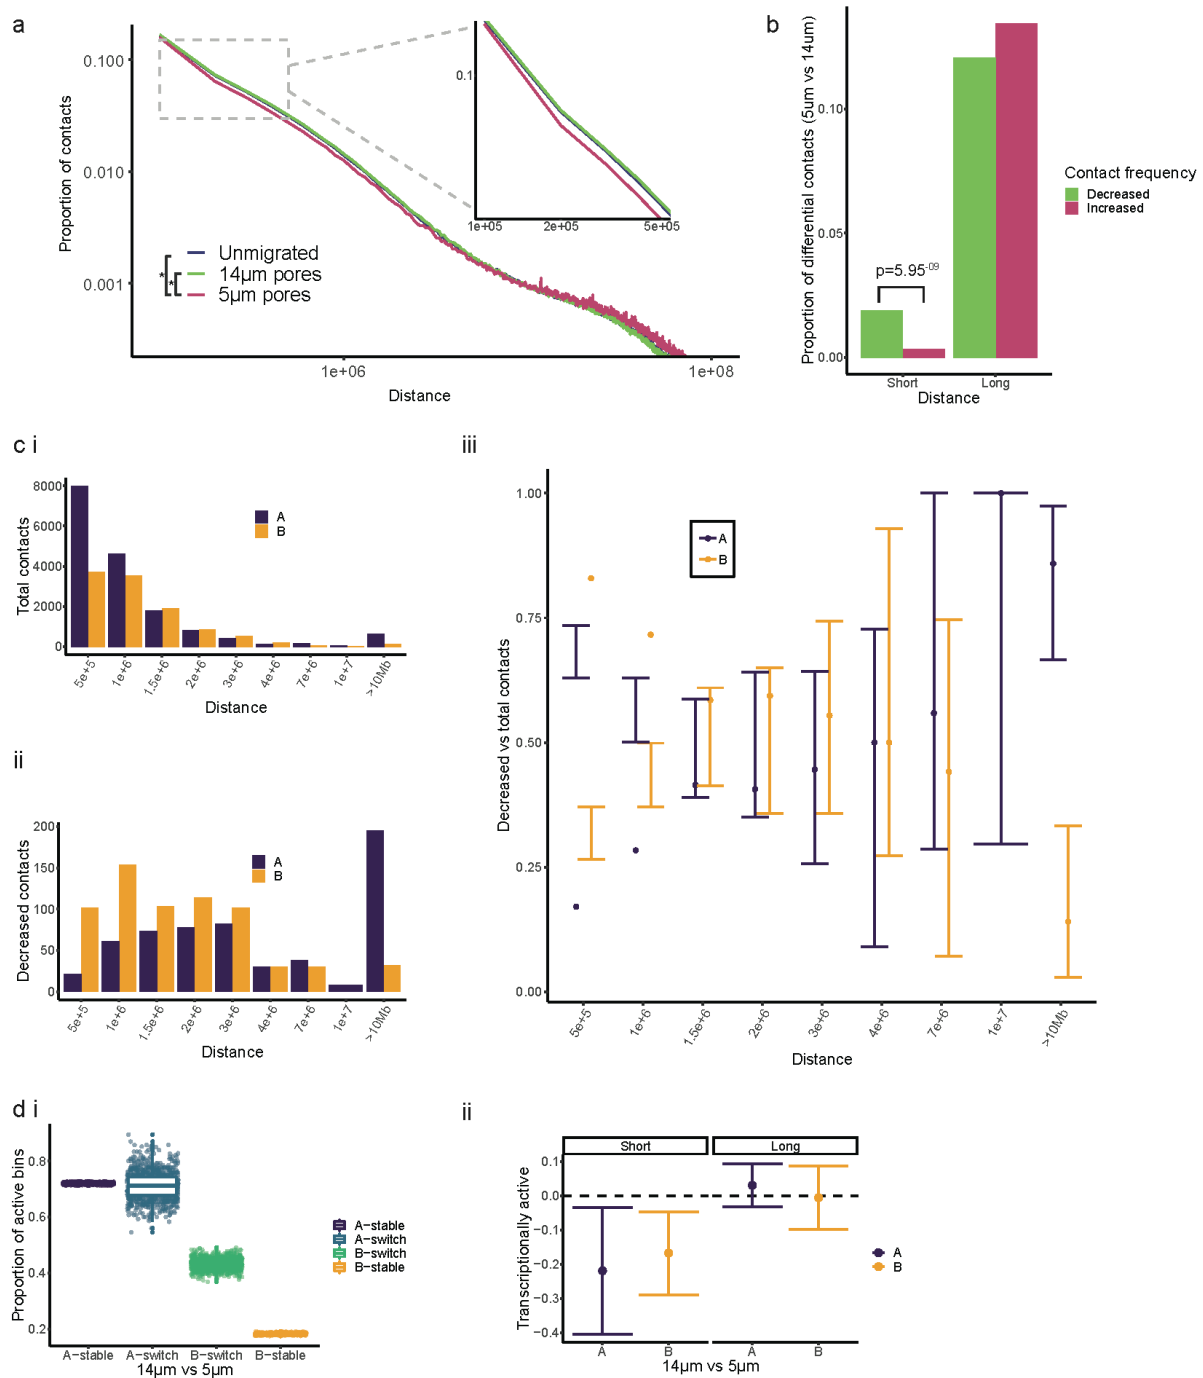 a
Proportion of contacts
0.100
0.010
0.001
0.1
1e+05
2e+05
5e+05
Unmigrated
14µm pores
5µm pores
*
*
1e+06
1e+08
Distance
b
Proportion of differential contacts (5um vs 14um)
0.10
0.05
0.00
p=5.95-09
Short
Long
Distance
Contact frequency
Decreased
Increased
c i
Total contacts
8000
6000
4000
2000
0
A
B
5e+5
1e+6
1.5e+6
2e+6
3e+6
4e+6
7e+6
1e+7
>10Mb
Distance
ii
Decreased contacts
200
150
100
50
0
A
B
5e+5
1e+6
1.5e+6
2e+6
3e+6
4e+6
7e+6
1e+7
>10Mb
Distance
iii
Decreased vs total contacts
1.00
0.75
0.50
0.25
0.00
A
B
5e+5
1e+6
1.5e+6
2e+6
3e+6
4e+6
7e+6
1e+7
>10Mb
Distance
d i
Proportion of active bins
0.8
0.6
0.4
0.2
A-stable
A-switch
B-switch
B-stable
14µm vs 5µm
A-stable
A-switch
B-switch
B-stable
ii
Transcriptionally active
Short
Long
0.1
0.0
-0.1
-0.2
-0.3
-0.4
A
B
A
B
14µm vs 5µm
A
B